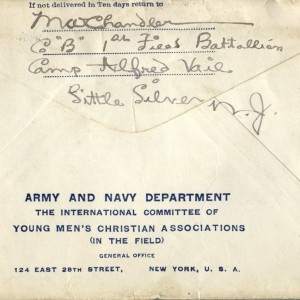 If not delivered in Ten days return to
Max Chandler
Co "B" 1st Field Battallion
Camp Alfred Vail
Little Silver N.J.
ARMY AND NAVY DEPARTMENT
THE INTERNATIONAL COMMITTEE OF
YOUNG MEN'S CHRISTIAN ASSOCIATIONS
(IN THE FIELD)
GENERAL OFFICE
124 EAST 28TH STREET, NEW YORK, U. S. A.